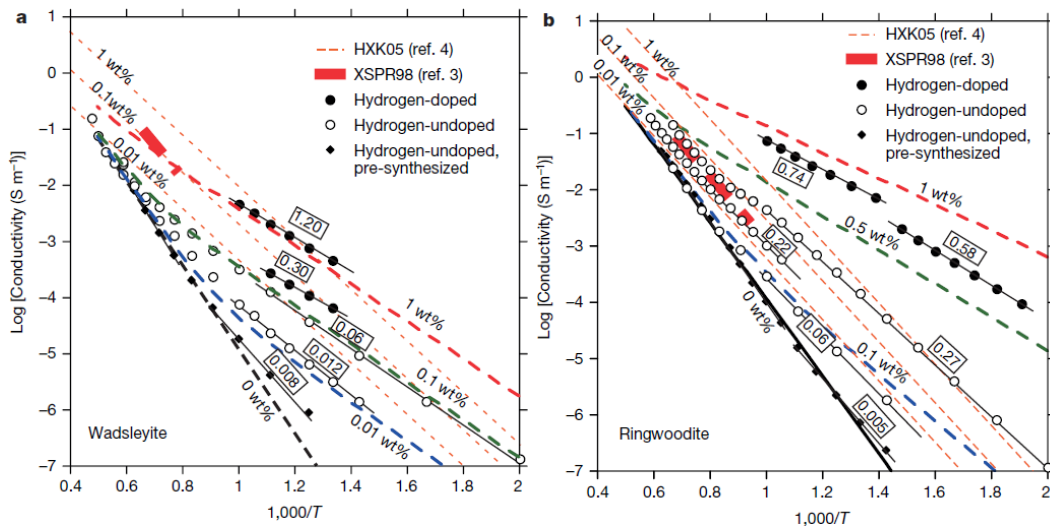 a
Log [Conductivity (S m⁻¹)]
1
0
−1
−2
−3
−4
−5
−6
−7
1 wt%
0.1wt%
0.01 wt%
HXK05 (ref. 4)
XSPR98 (ref. 3)
Hydrogen-doped
Hydrogen-undoped
Hydrogen-undoped,
pre-synthesized
1.20
0.30
0.06
0.012
0.008
1 wt%
0.1 wt%
0.01 wt%
0 wt%
Wadsleyite
0.4 0.6 0.8 1 1.2 1.4 1.6 1.8 2
1,000/T
b
Log [Conductivity (S m⁻¹)]
1
0
−1
−2
−3
−4
−5
−6
−7
0.1 wt%
0.01 wt%
1 wt%
HXK05 (ref. 4)
XSPR98 (ref. 3)
Hydrogen-doped
Hydrogen-undoped
Hydrogen-undoped,
pre-synthesized
0.74
1 wt%
0.5 wt%
0.58
0.22
0 wt%
0.06
0.1 wt%
0.27
0.005
Ringwoodite
0.4 0.6 0.8 1 1.2 1.4 1.6 1.8 2
1,000/T